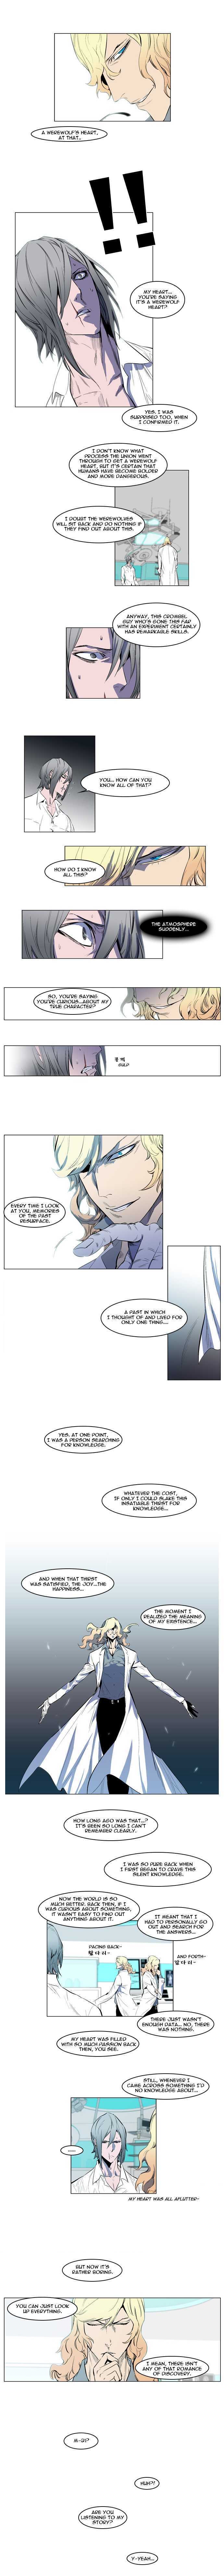 A WEREWOLF'S HEART,
AT THAT..
!!
MY HEART...
YOU'RE SAYING
IT'S A WEREWOLF
HEART?
YES. I WAS
SURPRISED TOO, WHEN
I CONFIRMED IT.
I DON'T KNOW WHAT
PROCESS THE UNION WENT
THROUGH TO GET A WEREWOLF
HEART, BUT IT'S CERTAIN THAT
HUMANS HAVE BECOME BOLDER
AND MORE DANGEROUS.
I DOUBT THE WEREWOLVES
WILL SIT BACK AND DO NOTHING IF
THEY FIND OUT ABOUT THIS.
ANYWAY, THIS CROMBEL
GUY WHO'S GONE THIS FAR
WITH AN EXPERIMENT CERTAINLY
HAS REMARKABLE SKILLS.
YOU... HOW CAN YOU
KNOW ALL OF THAT?
HOW DO I KNOW
ALL THIS?
THE ATMOSPHERE
SUDDENLY...
SO, YOU'RE SAYING
YOU'RE CURIOUS...ABOUT MY
TRUE CHARACTER?
꿀꺽
GULP
EVERY TIME I LOOK
AT YOU, MEMORIES
OF THE PAST
RESURFACE.
A PAST IN WHICH
I THOUGHT OF AND LIVED FOR
ONLY ONE THING...
YES. AT ONE POINT,
I WAS A PERSON SEARCHING
FOR KNOWLEDGE.
WHATEVER THE COST,
IF ONLY I COULD SLAKE THIS
INSATIABLE THIRST FOR
KNOWLEDGE...
AND WHEN THAT THIRST
WAS SATISFIED, THE JOY...THE
HAPPINESS...
THE MOMENT I
REALIZED THE MEANING
OF MY EXISTENCE...
HOW LONG AGO WAS THAT...?
IT'S BEEN SO LONG I CAN'T
REMEMBER CLEARLY.
I WAS SO PURE BACK WHEN
I FIRST BEGAN TO CRAVE THIS
SILENT KNOWLEDGE.
NOW THE WORLD IS SO
MUCH BETTER. BACK THEN, IF I
WAS CURIOUS ABOUT SOMETHING,
IT WASN'T EASY TO FIND OUT
ANYTHING ABOUT IT.
IT MEANT THAT I
HAD TO PERSONALLY GO
OUT AND SEARCH FOR
THE ANSWERS...
PACING BACK~
AND FORTH~
THERE JUST WASN'T
ENOUGH DATA... NO, THERE
WAS NOTHING.
MY HEART WAS FILLED
WITH SO MUCH PASSION BACK
THEN, YOU SEE.
STILL, WHENEVER I
CAME ACROSS SOMETHING I'D
NO KNOWLEDGE ABOUT...
......
MY HEART WAS ALL AFLUTTER~
BUT NOW IT'S
RATHER BORING.
YOU CAN JUST LOOK
UP EVERYTHING.
I MEAN, THERE ISN'T
ANY OF THAT ROMANCE
OF DISCOVERY.
M-21?
HUH?!
ARE YOU
LISTENING TO MY
STORY?
Y-YEAH...